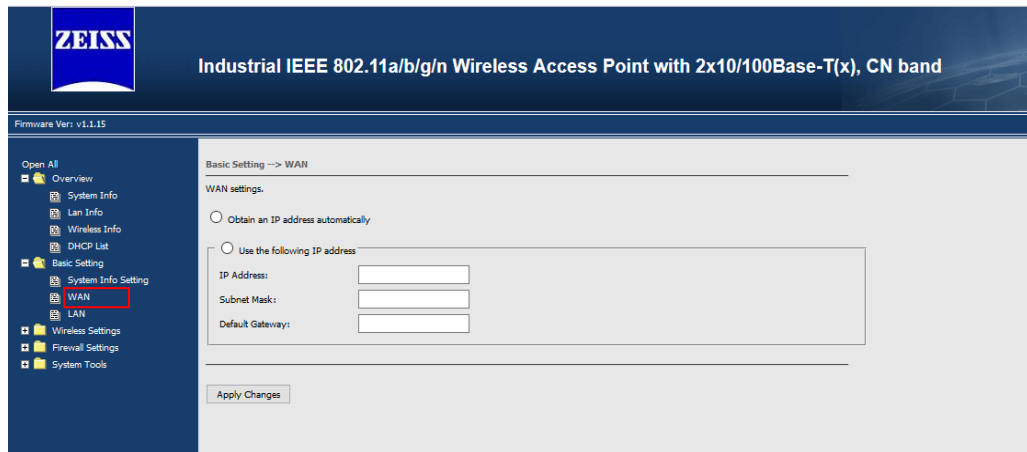 ZEISS
Industrial IEEE 802.11a/b/g/n Wireless Access Point with 2x10/100Base-T(x), CN band
Firmware Ver: v1.1.15
Open All
Overview
System Info
Lan Info
Wireless Info
DHCP List
Basic Setting
System Info Setting
WAN
LAN
Wireless Settings
Firewall Settings
System Tools
Basic Setting --> WAN
WAN settings.
Obtain an IP address automatically
Use the following IP address
IP Address:
Subnet Mask:
Default Gateway:
Apply Changes